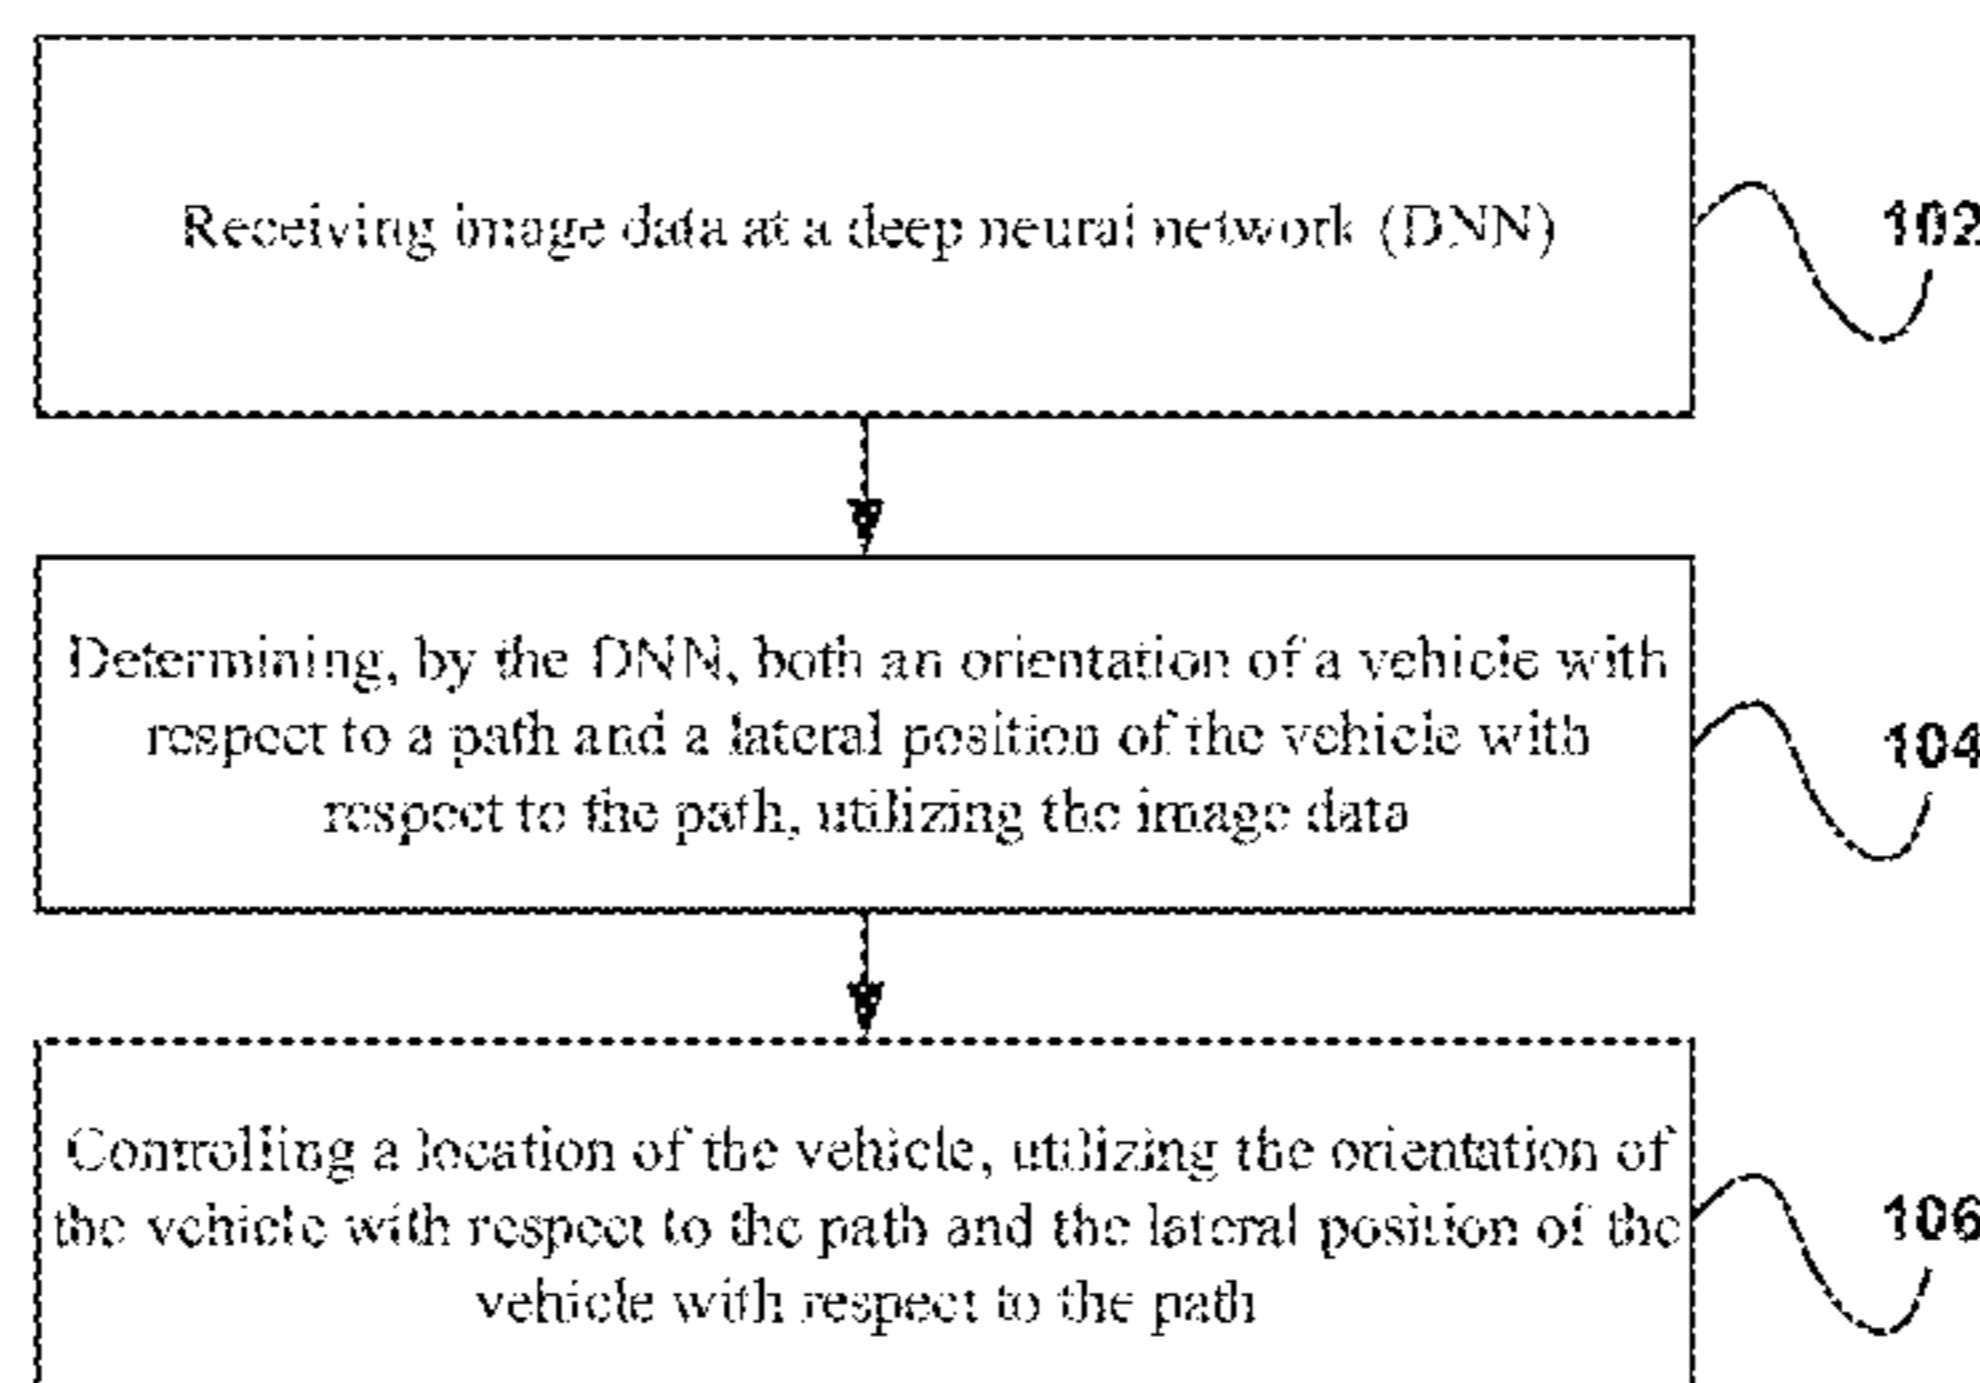 Receiving image data at a deep neural network (DNN)
102
Determining, by the DNN, both an orientation of a vehicle with
respect to a path and a lateral position of the vehicle with
respect to the path, utilizing the image data
104
Controlling a location of the vehicle, utilizing the orientation of
the vehicle with respect to the path and the lateral position of the
vehicle with respect to the path
106